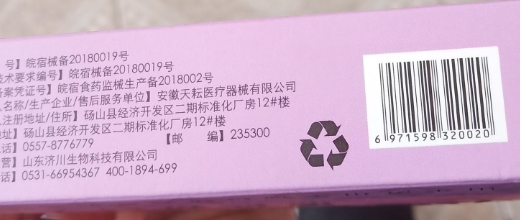 号】皖宿械备20180019号
技术要求编号】皖宿械备20180019号
备案凭证号】皖宿食药监械生产备2018002号
人名称/生产企业/售后服务单位】安徽天耘医疗器械有限公司
注册地址/住所】砀山县经济开发区二期标准化厂房12#楼
地址】砀山县经济开发区二期标准化厂房12#楼
电话】0557-8776779 【邮 编】235300
营】山东济川生物科技有限公司
电话】0531-66954367 400-1894-699
6 971598 320020